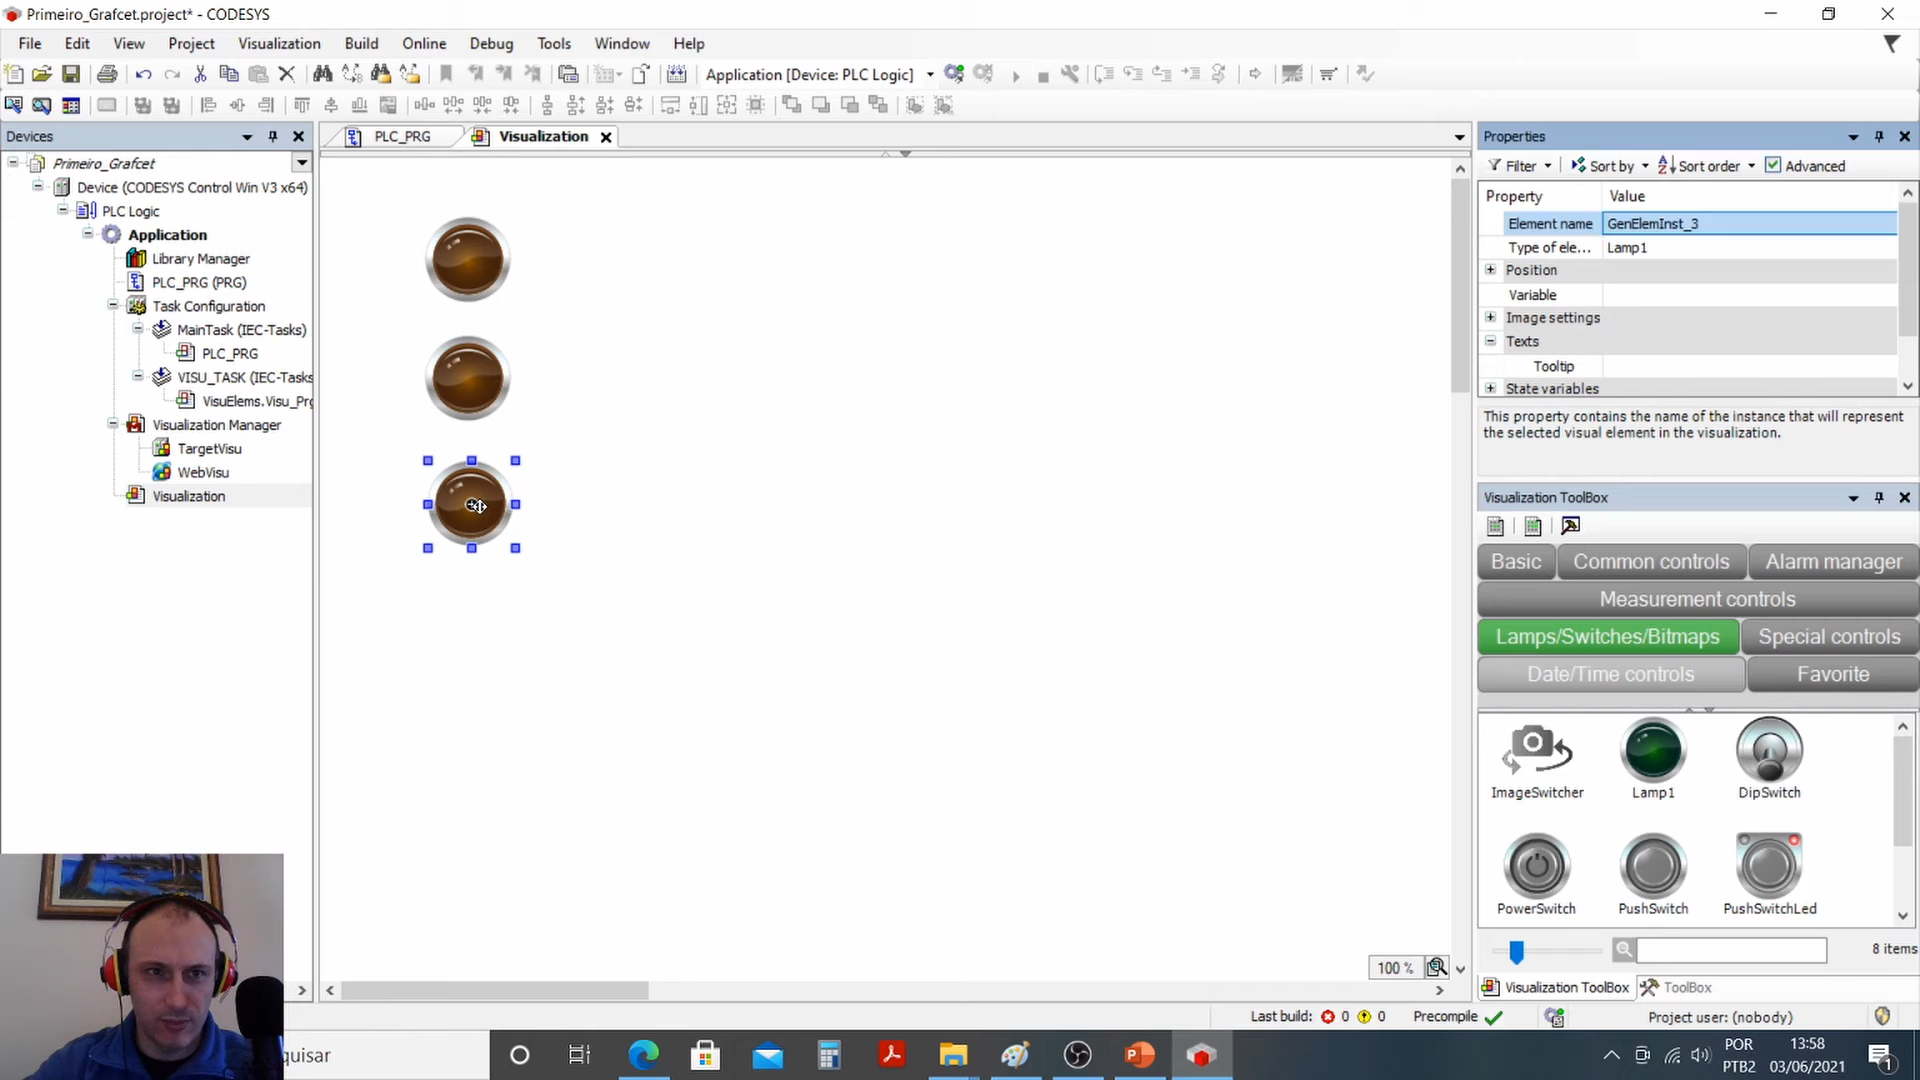 Primeiro_Grafcet.project* - CODESYS
File Edit View Project Visualization Build Online Debug Tools Window Help
Application [Device: PLC Logic]
Devices
Primeiro_Grafcet
Device (CODESYS Control Win V3 x64)
PLC Logic
Application
Library Manager
PLC_PRG (PRG)
Task Configuration
MainTask (IEC-Tasks)
PLC_PRG
VISU_TASK (IEC-Tasks
VisuElems.Visu_Prg
Visualization Manager
TargetVisu
WebVisu
Visualization
PLC_PRG
Visualization
100 %
Properties
Filter Sort by Sort order Advanced
Property Value
Element name GenElemInst_3
Type of ele... Lamp1
Position
Variable
Image settings
Texts
Tooltip
State variables
This property contains the name of the instance that will represent
the selected visual element in the visualization.
Visualization ToolBox
Basic Common controls Alarm manager
Measurement controls
Lamps/Switches/Bitmaps Special controls
Date/Time controls Favorite
ImageSwitcher Lamp1 DipSwitch
PowerSwitch PushSwitch PushSwitchLed
8 items
Visualization ToolBox ToolBox
Last build: 0 0 Precompile Project user: (nobody)
quisar
POR
PTB2
13:58
03/06/2021
1